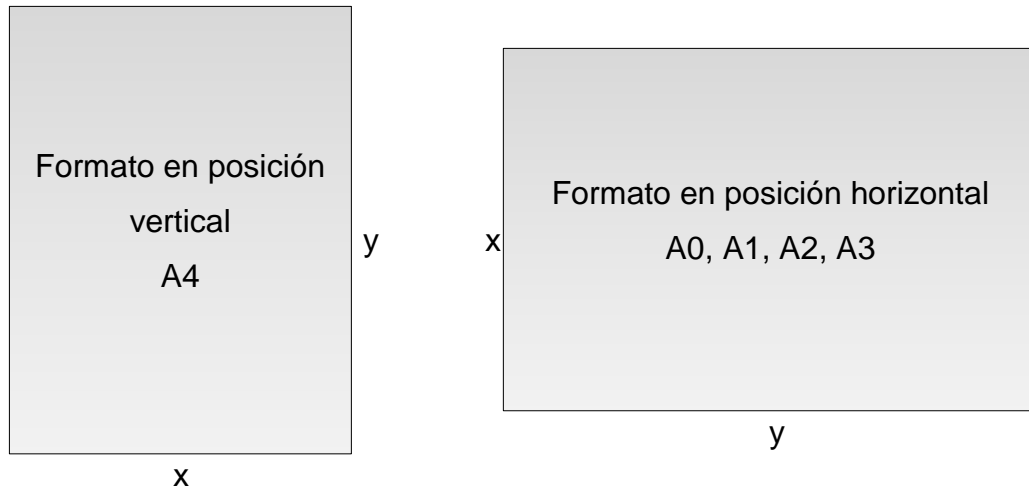 Formato en posición
vertical
A4
y
x
Formato en posición horizontal
A0, A1, A2, A3
x
y